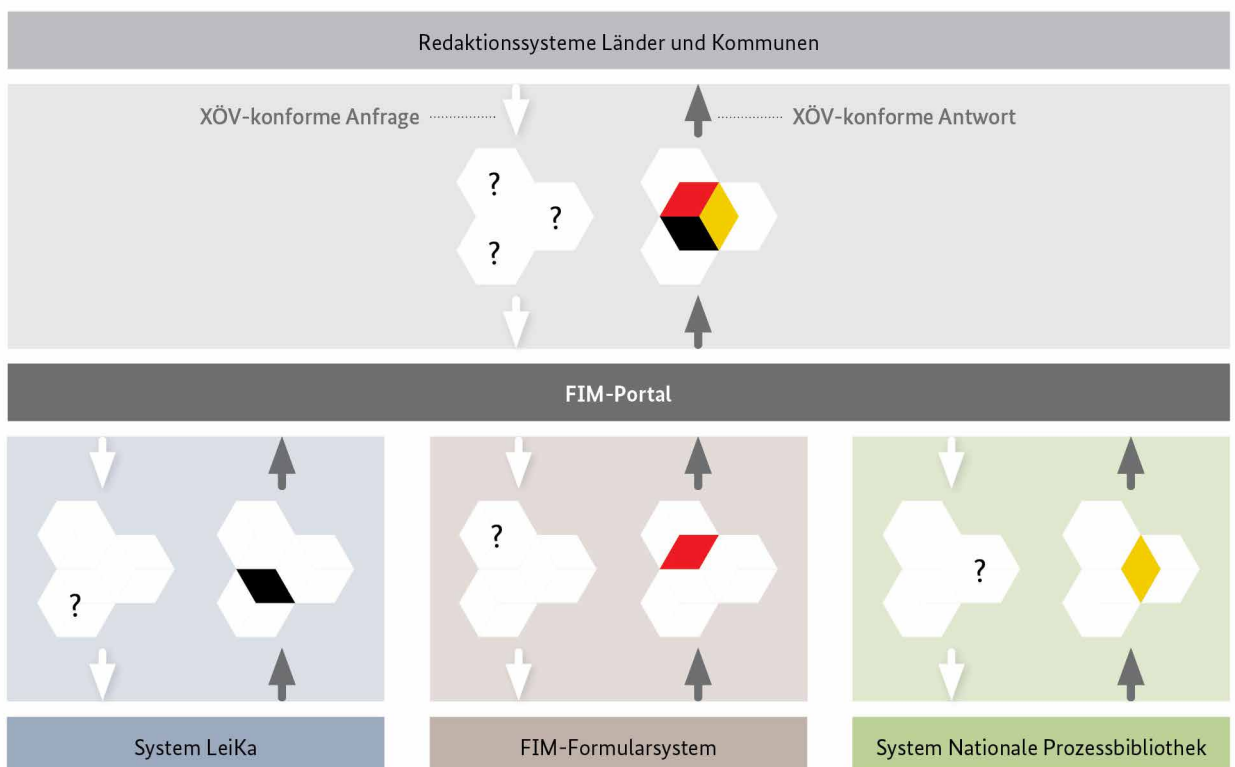 Redaktionssysteme Länder und Kommunen
XÖV-konforme Anfrage
XÖV-konforme Antwort
?
?
?
FIM-Portal
?
?
?
System LeiKa
FIM-Formularsystem
System Nationale Prozessbibliothek